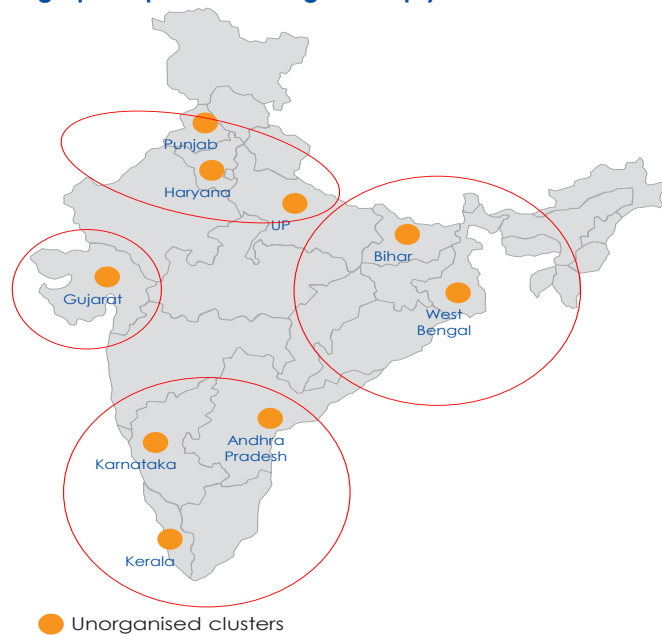 Punjab
Haryana
UP
Bihar
Gujarat
West
Bengal
Andhra
Pradesh
Karnataka
Kerala
Unorganised clusters